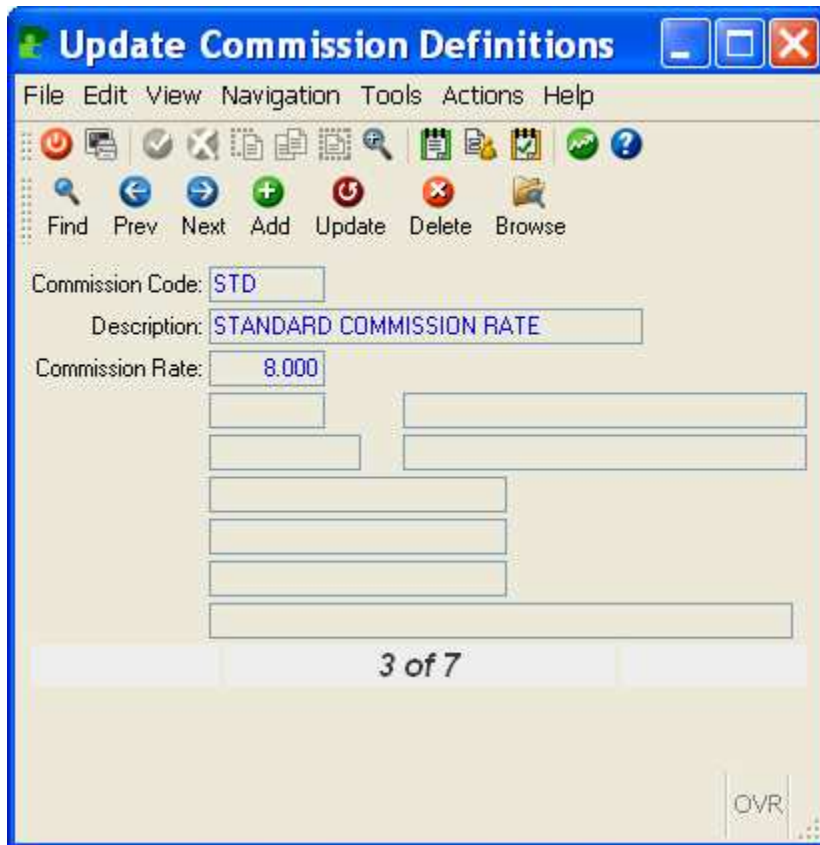 Update Commission Definitions
File Edit View Navigation Tools Actions Help
Find Prev Next Add Update Delete Browse
Commission Code: STD
Description: STANDARD COMMISSION RATE
Commission Rate: 8.000
3 of 7
OVR